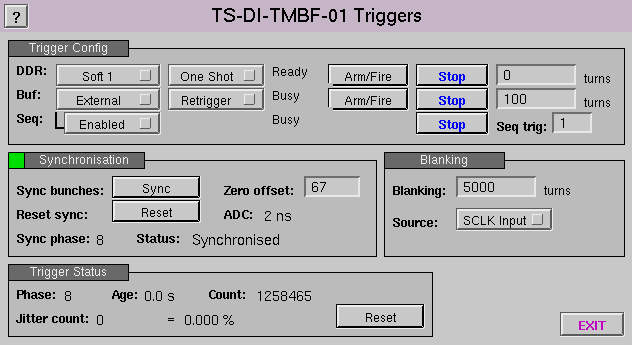 ? TS-DI-TMBF-01 Triggers
Trigger Config
DDR: Soft 1 One Shot Ready Arm/Fire Stop 0 turns
Buf: External Retrigger Busy Arm/Fire Stop 100 turns
Seq: Enabled Busy Stop Seq trig: 1
Synchronisation
Sync bunches: Sync Zero offset: 67
Reset sync: Reset ADC: 2 ns
Sync phase: 8 Status: Synchronised
Blanking
Blanking: 5000 turns
Source: SCLK Input
Trigger Status
Phase: 8 Age: 0.0 s Count: 1258465
Jitter count: 0 = 0.000 % Reset
EXIT